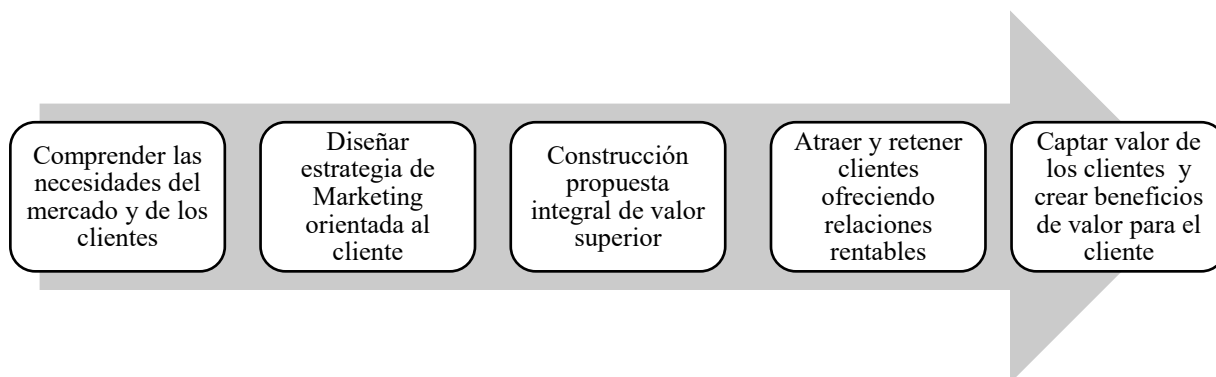 Comprender las
necesidades del
mercado y de los
clientes
Diseñar
estrategia de
Marketing
orientada al
cliente
Construcción
propuesta
integral de valor
superior
Atraer y retener
clientes
ofreciendo
relaciones
rentables
Captar valor de
los clientes y
crear beneficios
de valor para el
cliente